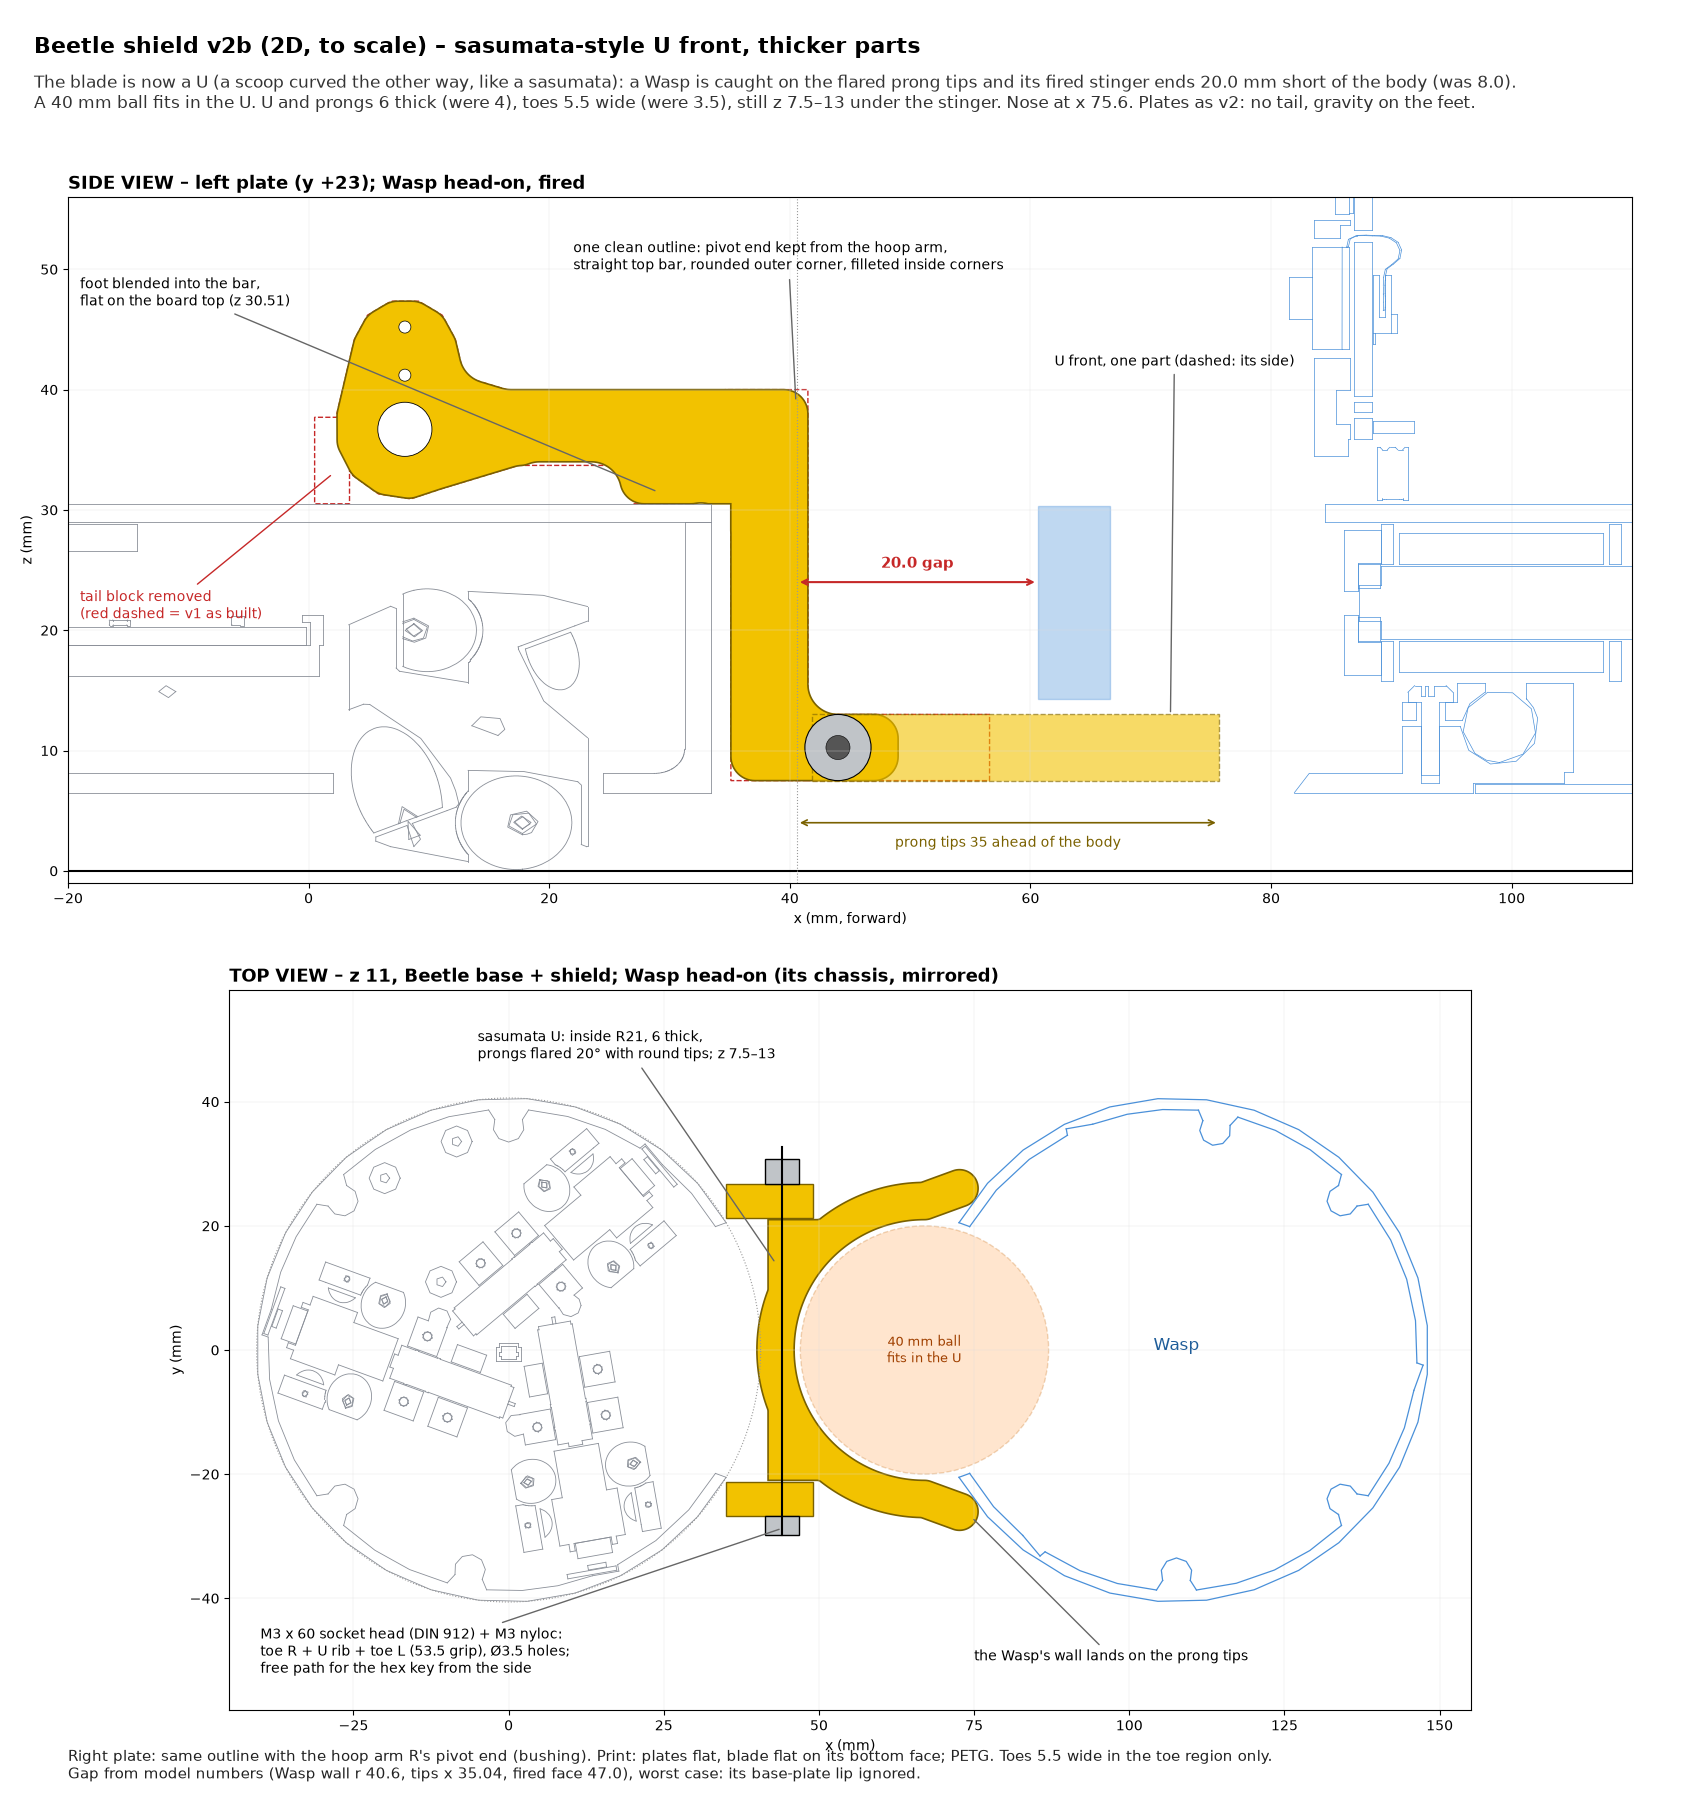 Beetle shield v2b (2D, to scale) – sasumata-style U front, thicker parts
The blade is now a U (a scoop curved the other way, like a sasumata): a Wasp is caught on the flared prong tips and its fired stinger ends 20.0 mm short of the body (was 8.0).
A 40 mm ball fits in the U. U and prongs 6 thick (were 4), toes 5.5 wide (were 3.5), still z 7.5–13 under the stinger. Nose at x 75.6. Plates as v2: no tail, gravity on the feet.
SIDE VIEW – left plate (y +23); Wasp head-on, fired
one clean outline: pivot end kept from the hoop arm,
straight top bar, rounded outer corner, filleted inside corners
foot blended into the bar,
flat on the board top (z 30.51)
U front, one part (dashed: its side)
20.0 gap
tail block removed
(red dashed = v1 as built)
prong tips 35 ahead of the body
50
40
30
20
10
0
z (mm)
−20
0
20
40
60
80
100
x (mm, forward)
TOP VIEW – z 11, Beetle base + shield; Wasp head-on (its chassis, mirrored)
sasumata U: inside R21, 6 thick,
prongs flared 20° with round tips; z 7.5–13
40 mm ball
fits in the U
Wasp
M3 x 60 socket head (DIN 912) + M3 nyloc:
toe R + U rib + toe L (53.5 grip), Ø3.5 holes;
free path for the hex key from the side
the Wasp's wall lands on the prong tips
40
20
0
−20
−40
y (mm)
−25
0
25
50
75
100
125
150
x (mm)
Right plate: same outline with the hoop arm R's pivot end (bushing). Print: plates flat, blade flat on its bottom face; PETG. Toes 5.5 wide in the toe region only.
Gap from model numbers (Wasp wall r 40.6, tips x 35.04, fired face 47.0), worst case: its base-plate lip ignored.